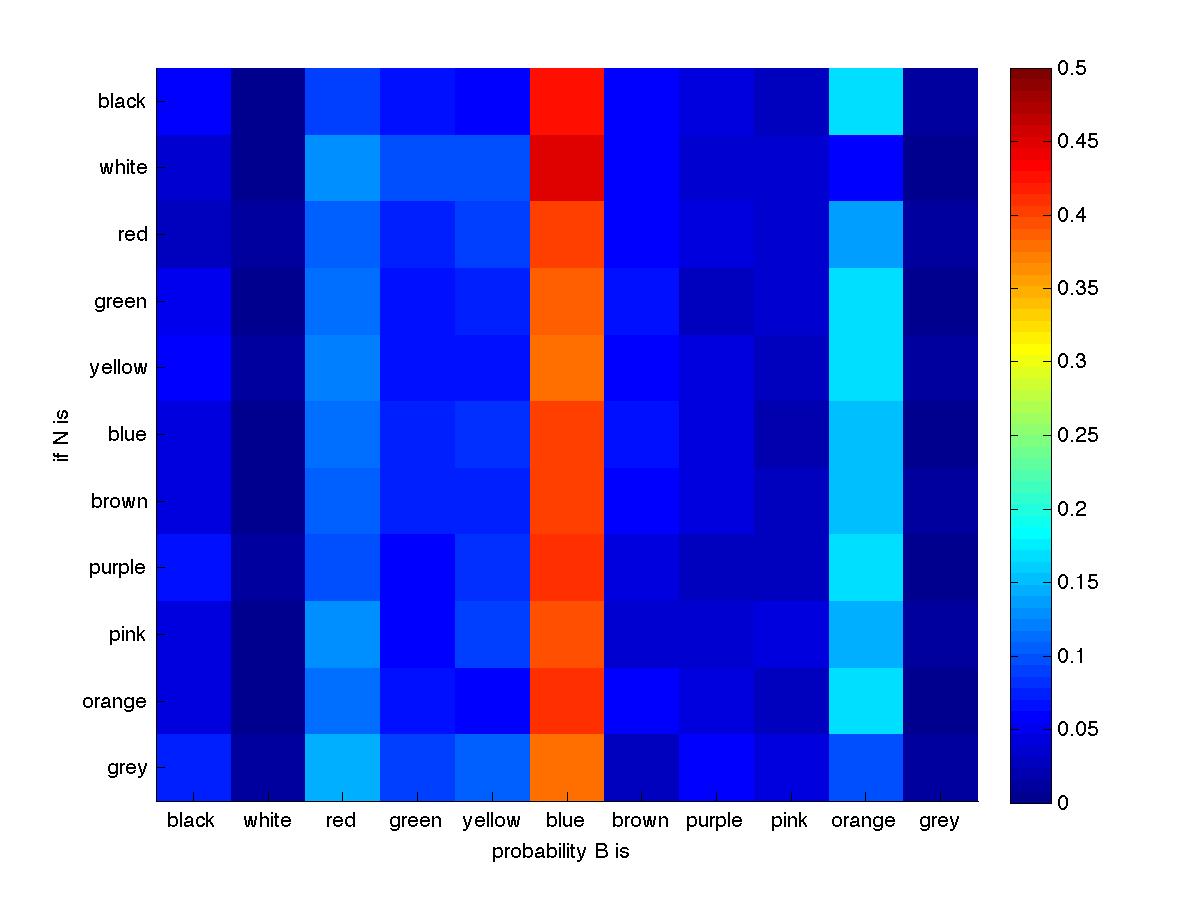 black
white
red
green
yellow
blue
brown
purple
pink
orange
grey
if N is
black white red green yellow blue brown purple pink orange grey
probability B is
0.5
0.45
0.4
0.35
0.3
0.25
0.2
0.15
0.1
0.05
0